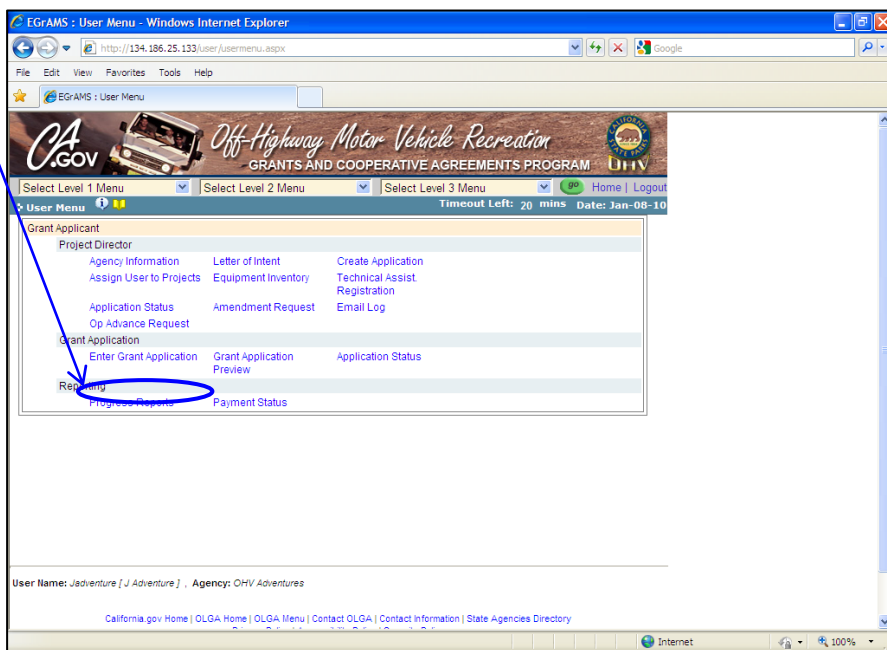 EGrAMS : User Menu - Windows Internet Explorer
http://134.186.25.133/user/usermenu.aspx
Google
File Edit View Favorites Tools Help
EGrAMS : User Menu
CA.GOV
Off-Highway Motor Vehicle Recreation
GRANTS AND COOPERATIVE AGREEMENTS PROGRAM
OHV
Select Level 1 Menu Select Level 2 Menu Select Level 3 Menu go Home | Logout
User Menu Timeout Left: 20 mins Date: Jan-08-10
Grant Applicant
Project Director
Agency Information Letter of Intent Create Application
Assign User to Projects Equipment Inventory Technical Assist. Registration
Application Status Amendment Request Email Log
Op Advance Request
Grant Application
Enter Grant Application Grant Application Preview Application Status
Reporting
Progress Reports Payment Status
User Name: Jadventure [ J Adventure ] , Agency: OHV Adventures
California.gov Home | OLGA Home | OLGA Menu | Contact OLGA | Contact Information | State Agencies Directory
Internet 100%